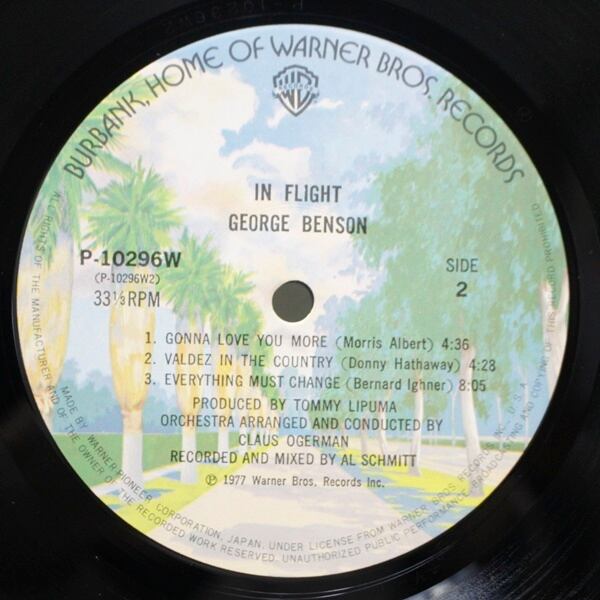 BURBANK, HOME OF WARNER BROS. RECORDS
IN FLIGHT
GEORGE BENSON
P-10296W
(P-10296W2)
33⅓RPM
SIDE
2
1. GONNA LOVE YOU MORE (Morris Albert) 4:36
2. VALDEZ IN THE COUNTRY (Donny Hathaway) 4:28
3. EVERYTHING MUST CHANGE (Bernard Ighner) 8:05
PRODUCED BY TOMMY LIPUMA
ORCHESTRA ARRANGED AND CONDUCTED BY
CLAUS OGERMAN
RECORDED AND MIXED BY AL SCHMITT
Ⓟ 1977 Warner Bros, Records Inc.
MADE BY WARNER-PIONEER CORPORATION, JAPAN, UNDER LICENSE FROM WARNER BROS. RECORDS INC. U.S.A.
ALL RIGHTS OF THE MANUFACTURER AND OF THE OWNER OF THE RECORDED WORK RESERVED. UNAUTHORIZED PUBLIC PERFORMANCE, BROADCASTING AND COPYING OF THIS RECORD PROHIBITED